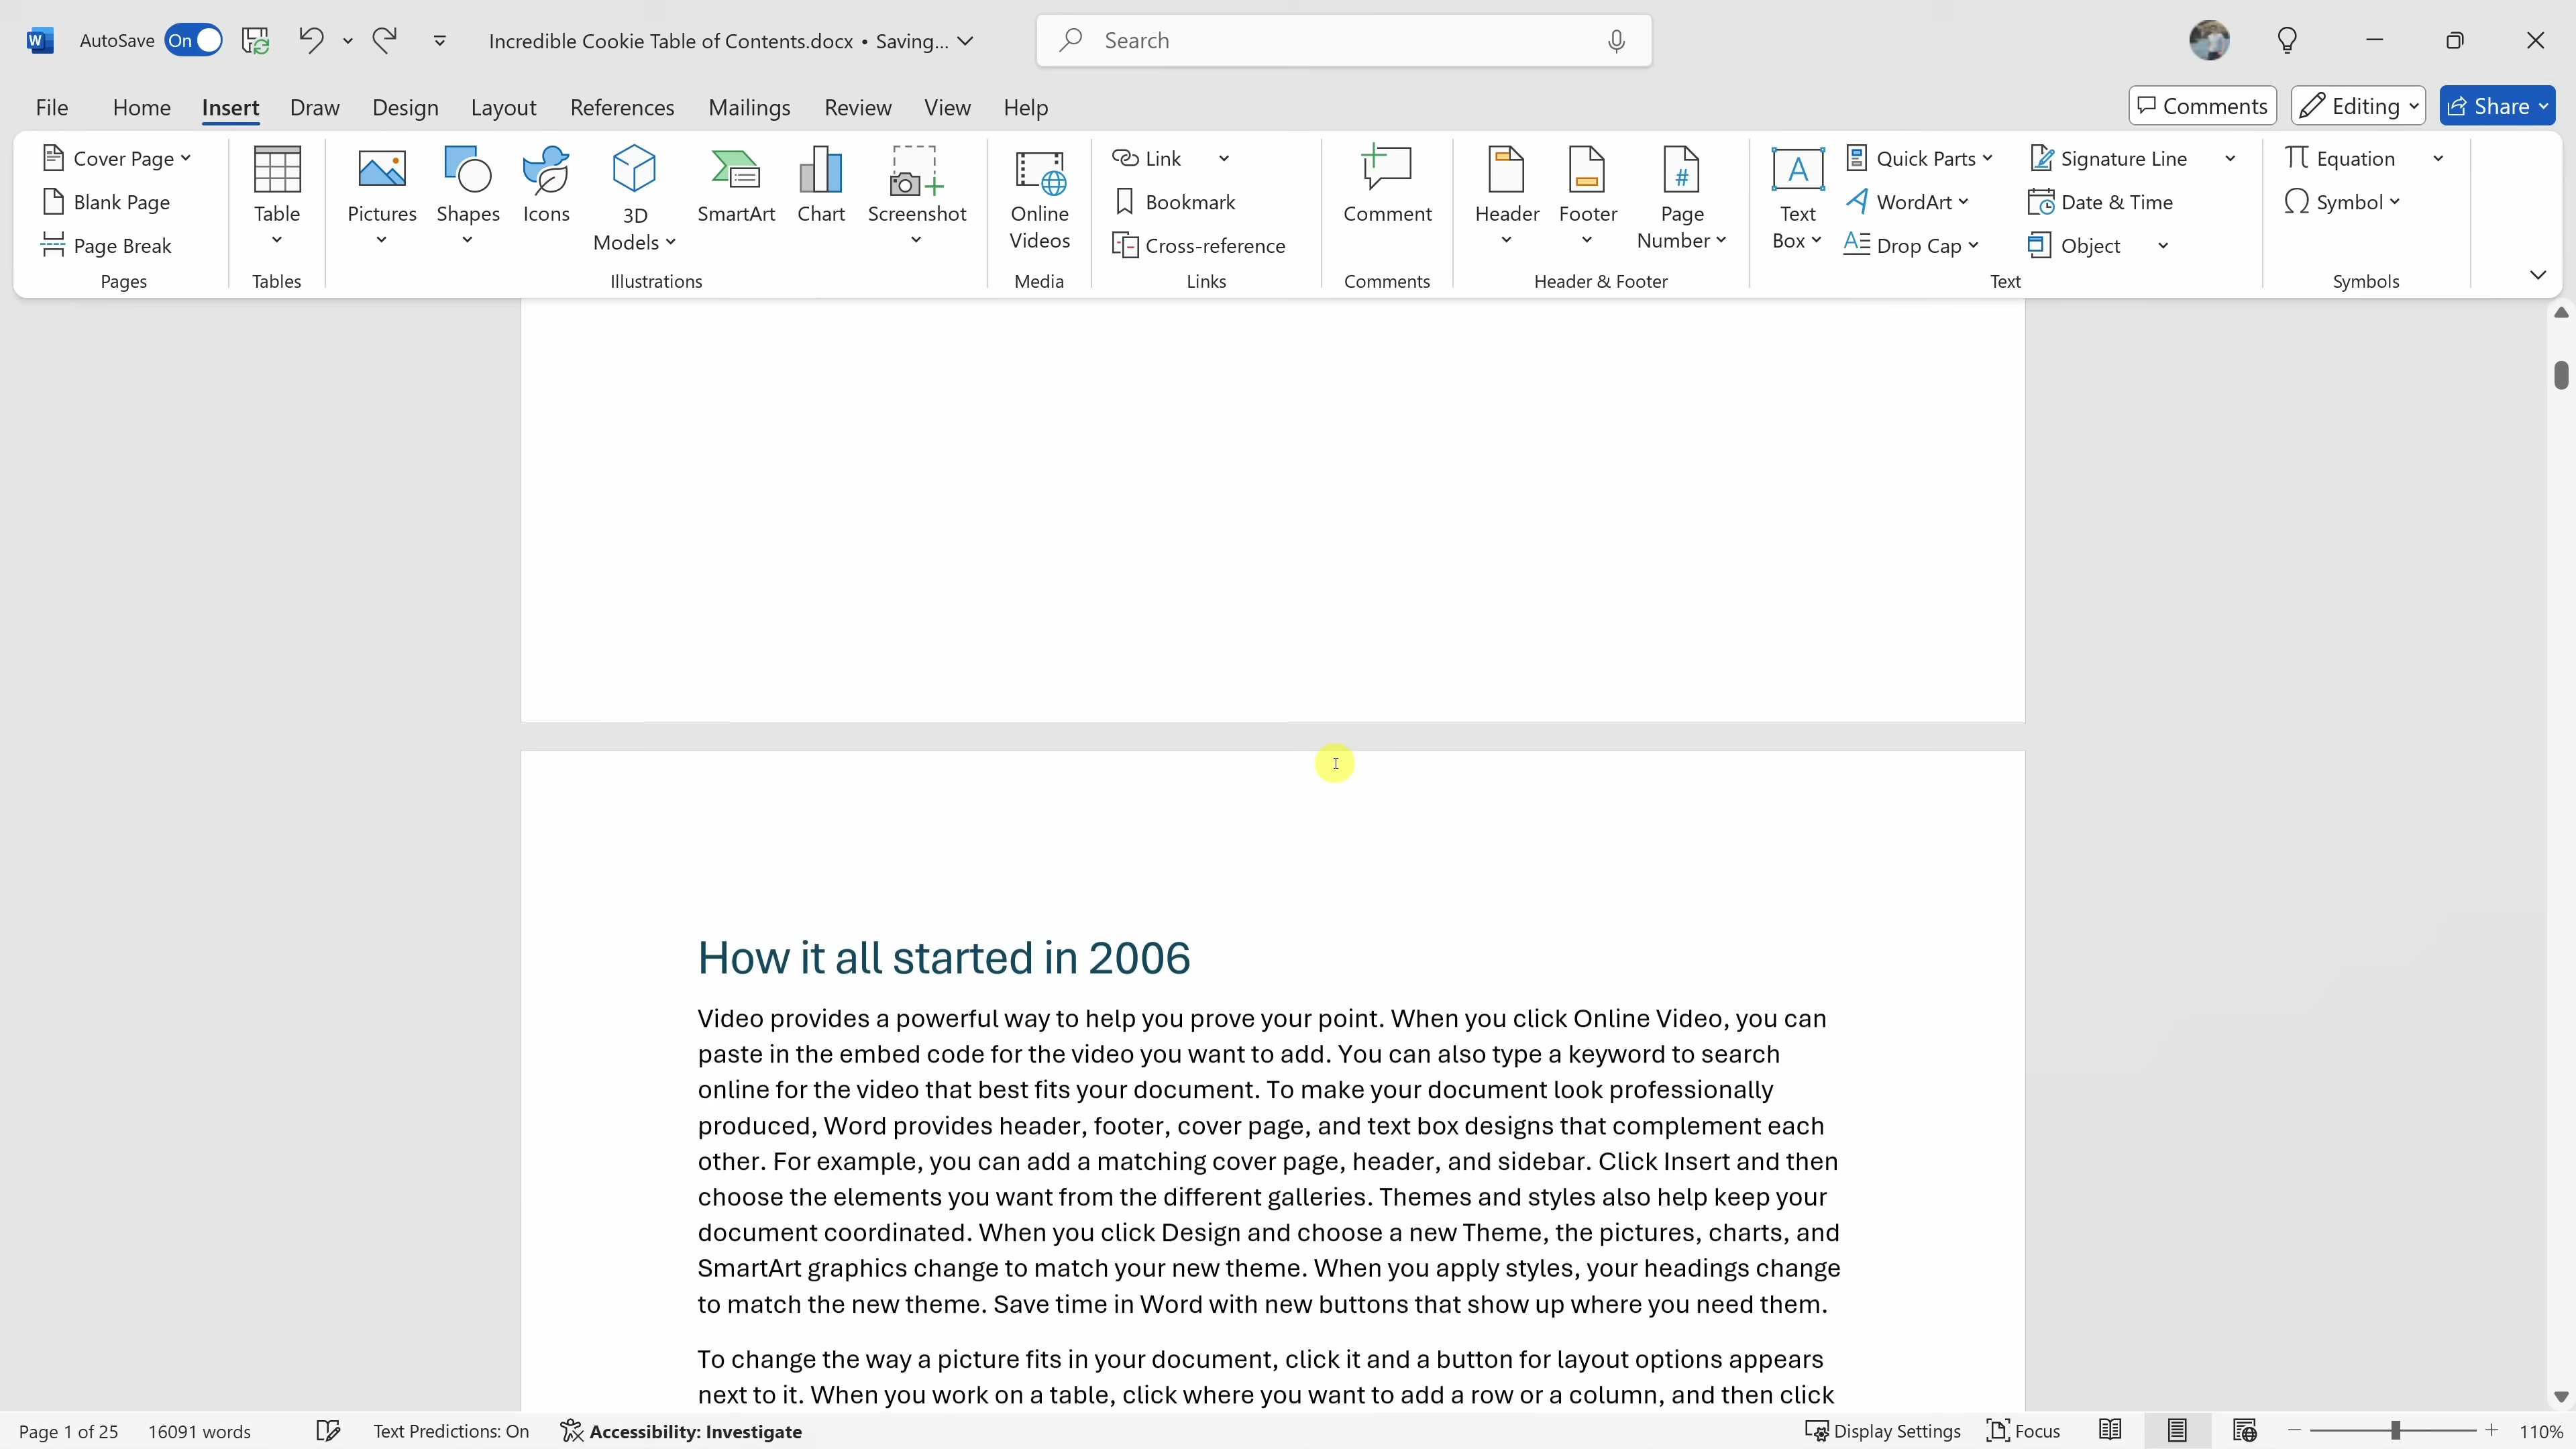 W AutoSave On Incredible Cookie Table of Contents.docx • Saving... Search
File Home Insert Draw Design Layout References Mailings Review View Help Comments Editing Share
Cover Page
Blank Page
Page Break
Pages
Table
Tables
Pictures Shapes Icons 3D Models SmartArt Chart Screenshot
Illustrations
Online Videos
Media
Link
Bookmark
Cross-reference
Links
Comment
Comments
Header Footer Page Number
Header & Footer
Text Box
Quick Parts
WordArt
Drop Cap
Signature Line
Date & Time
Object
Text
Equation
Symbol
Symbols
How it all started in 2006
Video provides a powerful way to help you prove your point. When you click Online Video, you can
paste in the embed code for the video you want to add. You can also type a keyword to search
online for the video that best fits your document. To make your document look professionally
produced, Word provides header, footer, cover page, and text box designs that complement each
other. For example, you can add a matching cover page, header, and sidebar. Click Insert and then
choose the elements you want from the different galleries. Themes and styles also help keep your
document coordinated. When you click Design and choose a new Theme, the pictures, charts, and
SmartArt graphics change to match your new theme. When you apply styles, your headings change
to match the new theme. Save time in Word with new buttons that show up where you need them.
To change the way a picture fits in your document, click it and a button for layout options appears
next to it. When you work on a table, click where you want to add a row or a column, and then click
Page 1 of 25 16091 words Text Predictions: On Accessibility: Investigate Display Settings Focus 110%